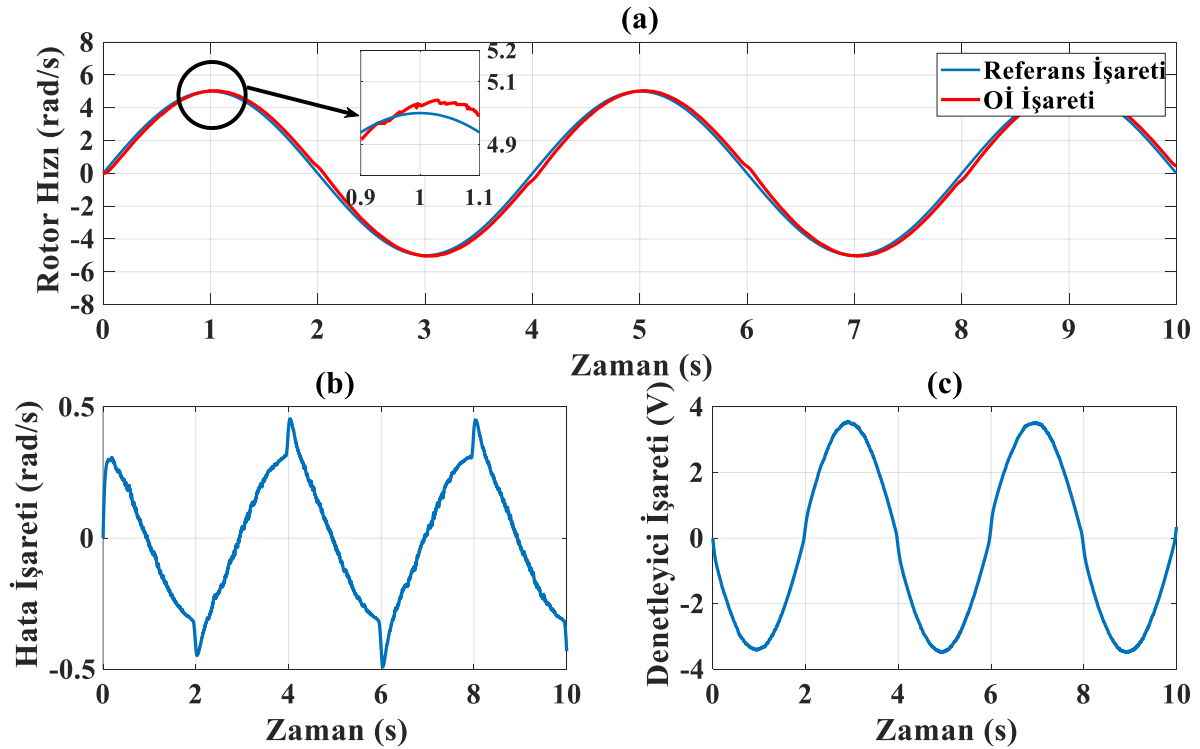 (a)
Rotor Hızı (rad/s)
8
6
4
2
0
-2
-4
-6
-8
5.2
5.1
4.9
0.9 1 1.1
Referans İşareti
Oİ İşareti
0 1 2 3 4 5 6 7 8 9 10
Zaman (s)
(b)
Hata İşareti (rad/s)
0.5
0
-0.5
0 2 4 6 8 10
Zaman (s)
(c)
Denetleyici İşareti (V)
4
2
0
-2
-4
0 2 4 6 8 10
Zaman (s)